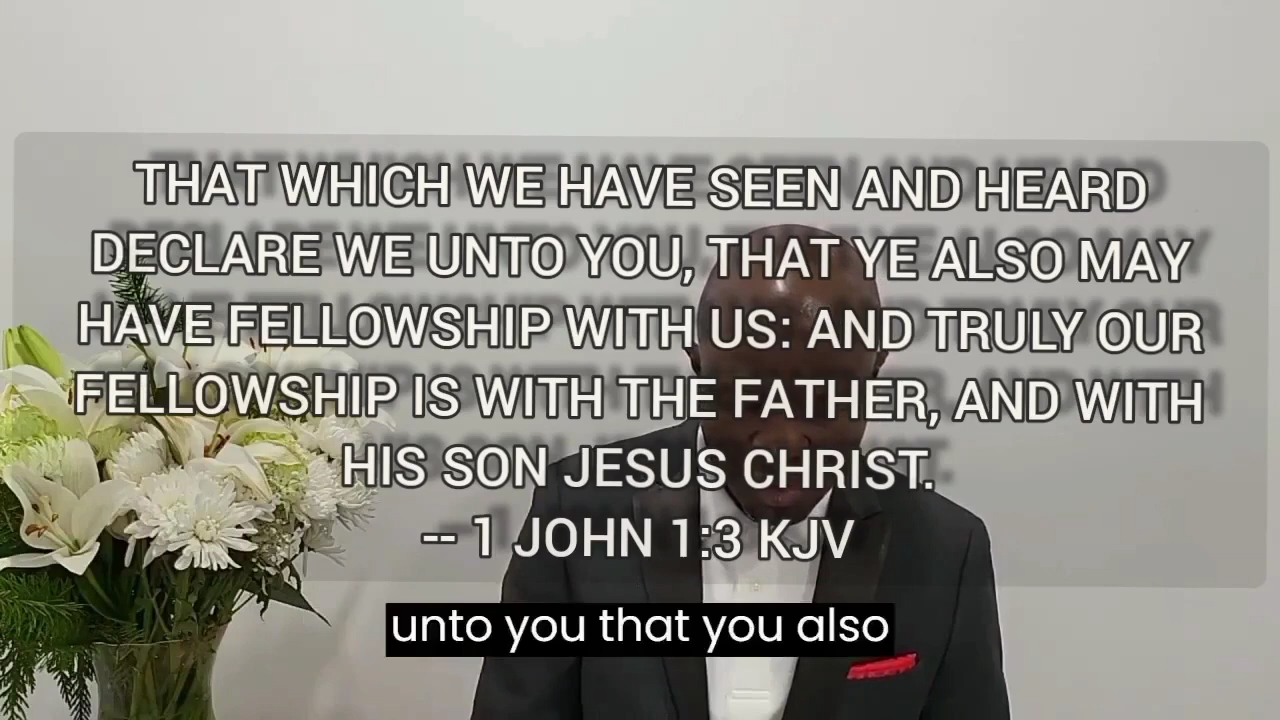 THAT WHICH WE HAVE SEEN AND HEARD
DECLARE WE UNTO YOU, THAT YE ALSO MAY
HAVE FELLOWSHIP WITH US: AND TRULY OUR
FELLOWSHIP IS WITH THE FATHER, AND WITH
HIS SON JESUS CHRIST.
-- 1 JOHN 1:3 KJV
unto you that you also